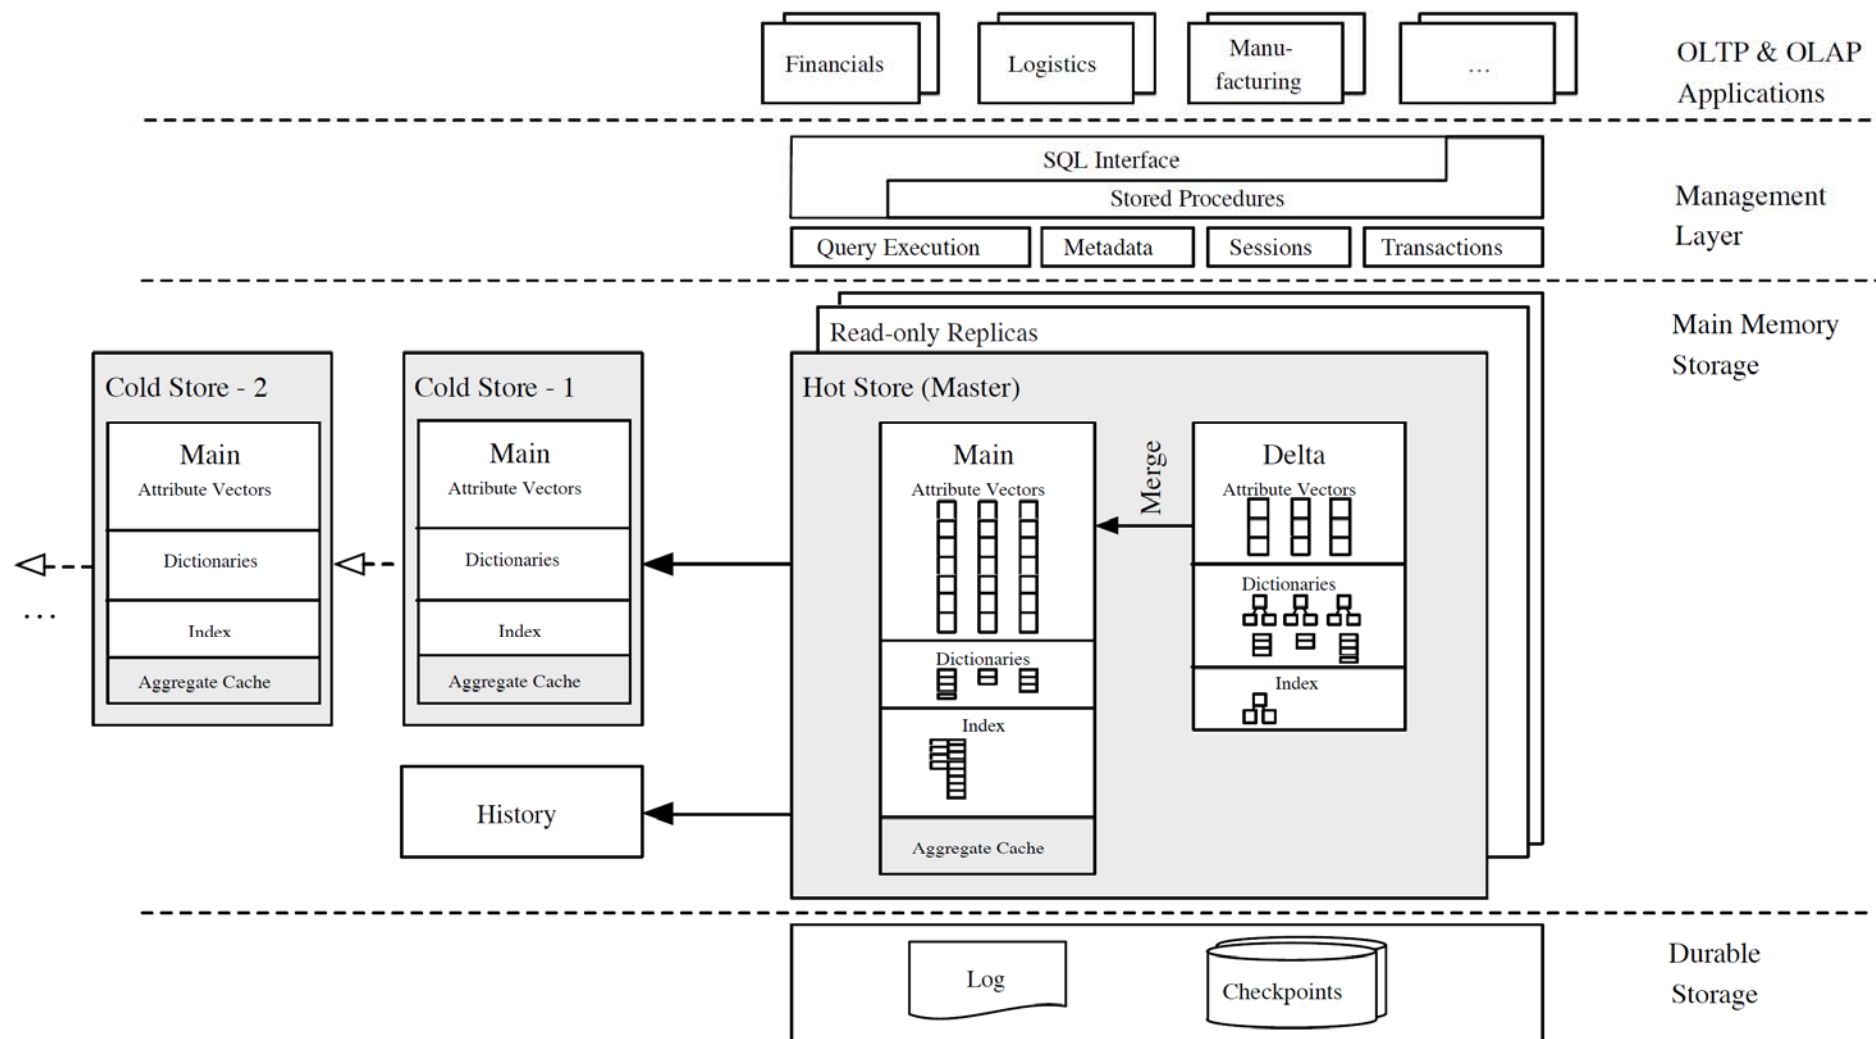 Financials
Logistics
Manu-
facturing
...
OLTP & OLAP
Applications
SQL Interface
Stored Procedures
Management
Layer
Query Execution
Metadata
Sessions
Transactions
Main Memory
Storage
Read-only Replicas
Cold Store - 2
Main
Attribute Vectors
Dictionaries
Index
Aggregate Cache
...
Cold Store - 1
Main
Attribute Vectors
Dictionaries
Index
Aggregate Cache
History
Hot Store (Master)
Main
Attribute Vectors
Dictionaries
Index
Aggregate Cache
Merge
Delta
Attribute Vectors
Dictionaries
Index
Log
Checkpoints
Durable
Storage